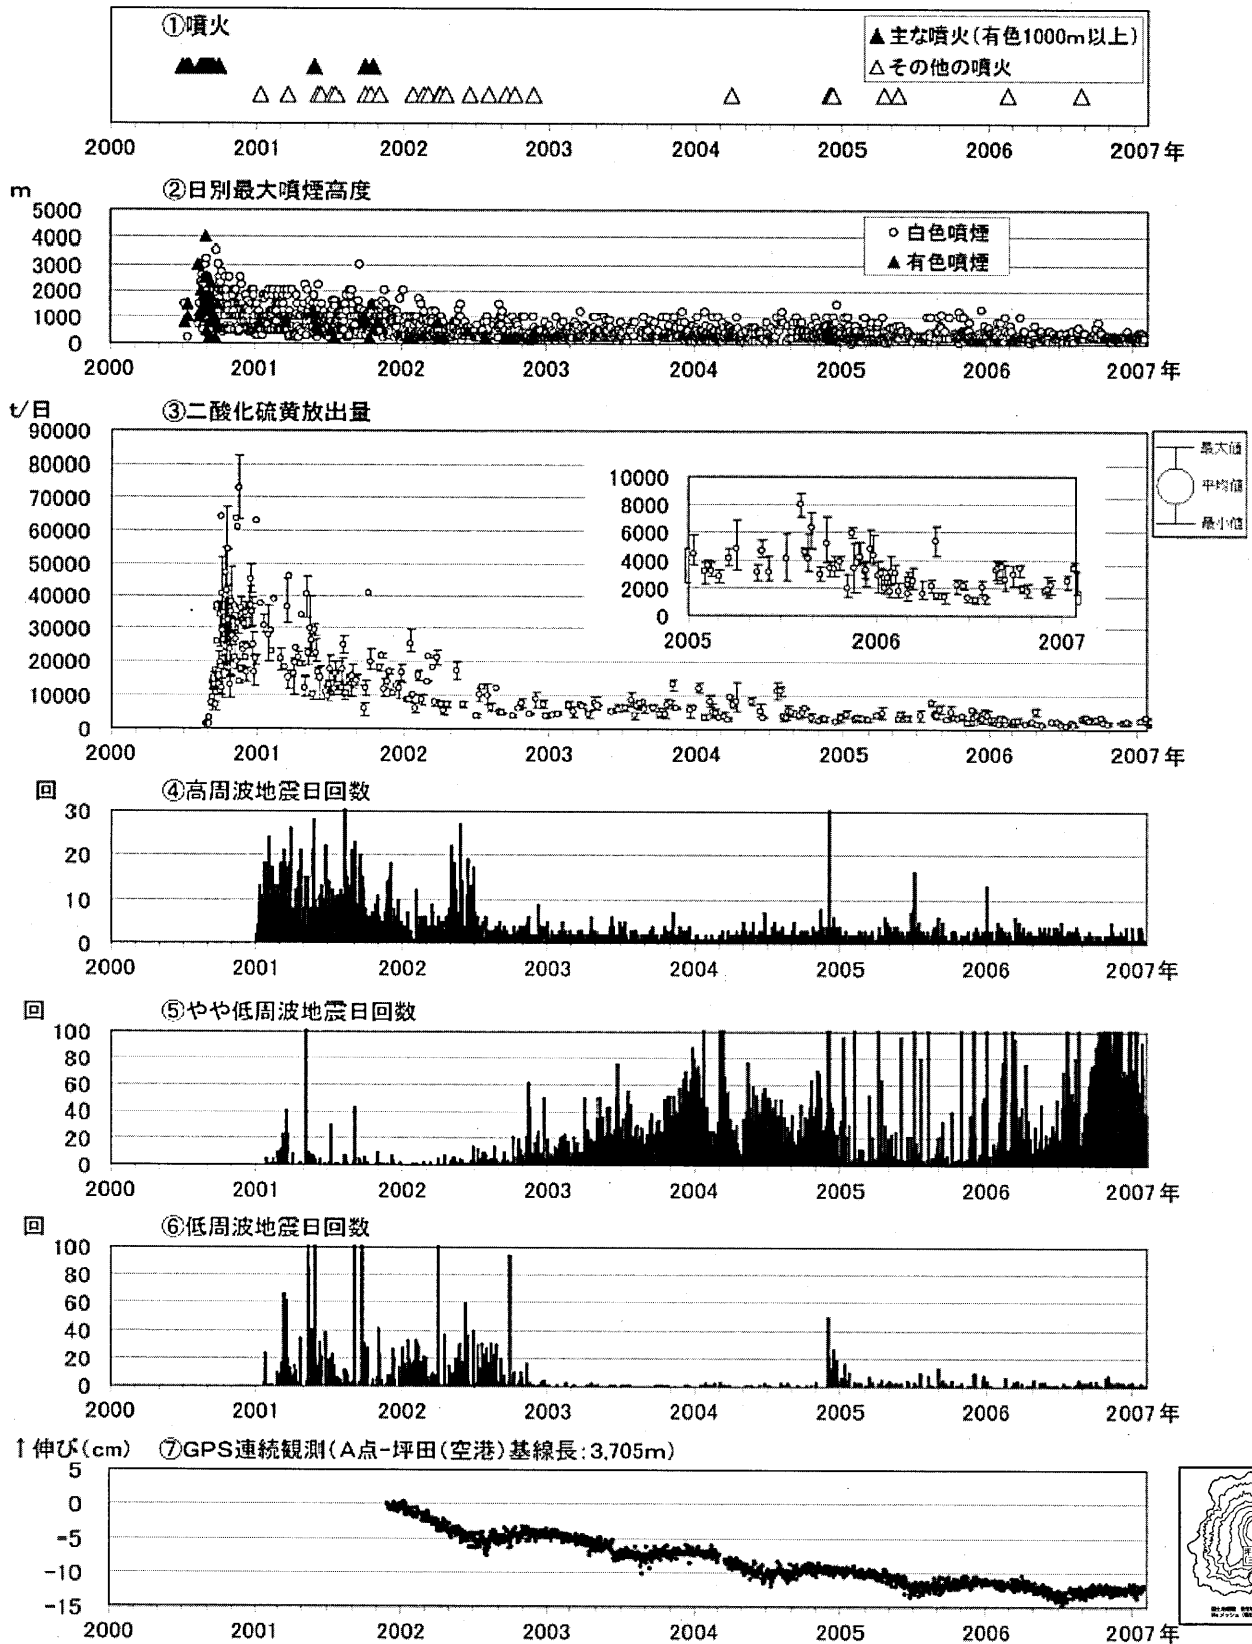 ①噴火
▲主な噴火(有色1000m以上)
△その他の噴火
2000 2001 2002 2003 2004 2005 2006 2007年
m ②日別最大噴煙高度
5000
4000
3000
2000
1000
0
○ 白色噴煙
▲ 有色噴煙
2000 2001 2002 2003 2004 2005 2006 2007年
t/日 ③二酸化硫黄放出量
90000
80000
70000
60000
50000
40000
30000
20000
10000
0
10000
8000
6000
4000
2000
0
2005 2006 2007
最大値
平均値
最小値
2000 2001 2002 2003 2004 2005 2006 2007年
回 ④高周波地震日回数
30
20
10
0
2000 2001 2002 2003 2004 2005 2006 2007年
回 ⑤やや低周波地震日回数
100
80
60
40
20
0
2000 2001 2002 2003 2004 2005 2006 2007年
回 ⑥低周波地震日回数
100
80
60
40
20
0
2000 2001 2002 2003 2004 2005 2006 2007年
↑伸び(cm) ⑦GPS連続観測(A点-坪田(空港)基線長:3,705m)
5
0
-5
-10
-15
2000 2001 2002 2003 2004 2005 2006 2007年